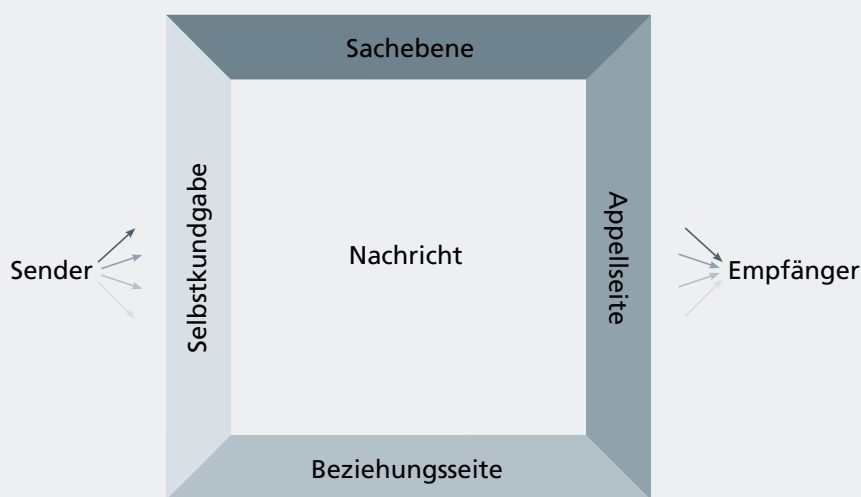 Sachebene
Selbstkundgabe
Nachricht
Appellseite
Sender
Empfänger
Beziehungsseite